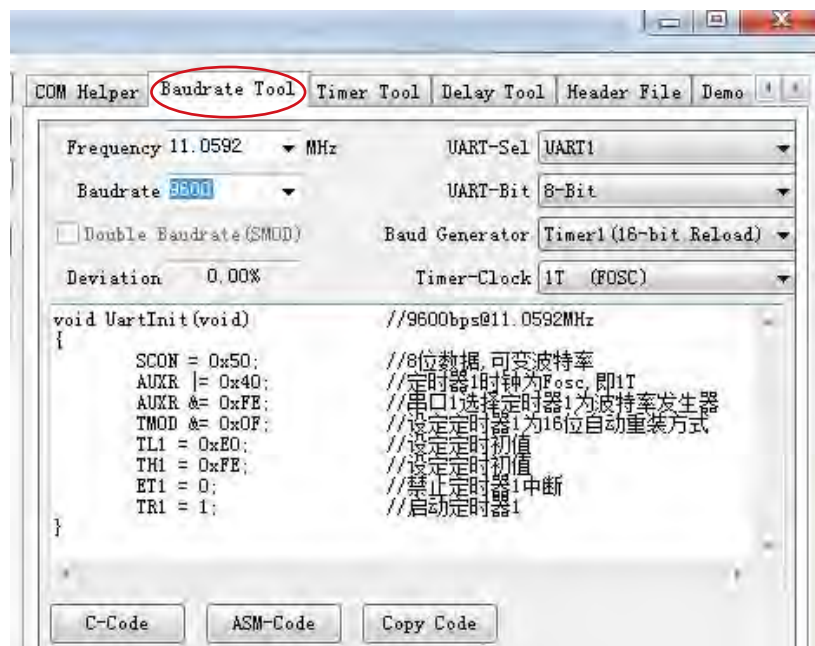 COM Helper Baudrate Tool Timer Tool Delay Tool Header File Demo
Frequency 11.0592 MHz UART-Sel UART1
Baudrate 9600 UART-Bit 8-Bit
Double Baudrate(SMOD) Baud Generator Timer1(16-bit Reload)
Deviation 0.00% Timer-Clock 1T (FOSC)
void UartInit(void) //9600bps@11.0592MHz
{
SCON = 0x50; //8位数据,可变波特率
AUXR |= 0x40; //定时器1时钟为Fosc,即1T
AUXR &= 0xFE; //串口1选择定时器1为波特率发生器
TMOD &= 0x0F; //设定定时器1为16位自动重装方式
TL1 = 0xE0; //设定定时初值
TH1 = 0xFE; //设定定时初值
ET1 = 0; //禁止定时器1中断
TR1 = 1; //启动定时器1
}
C-Code ASM-Code Copy Code